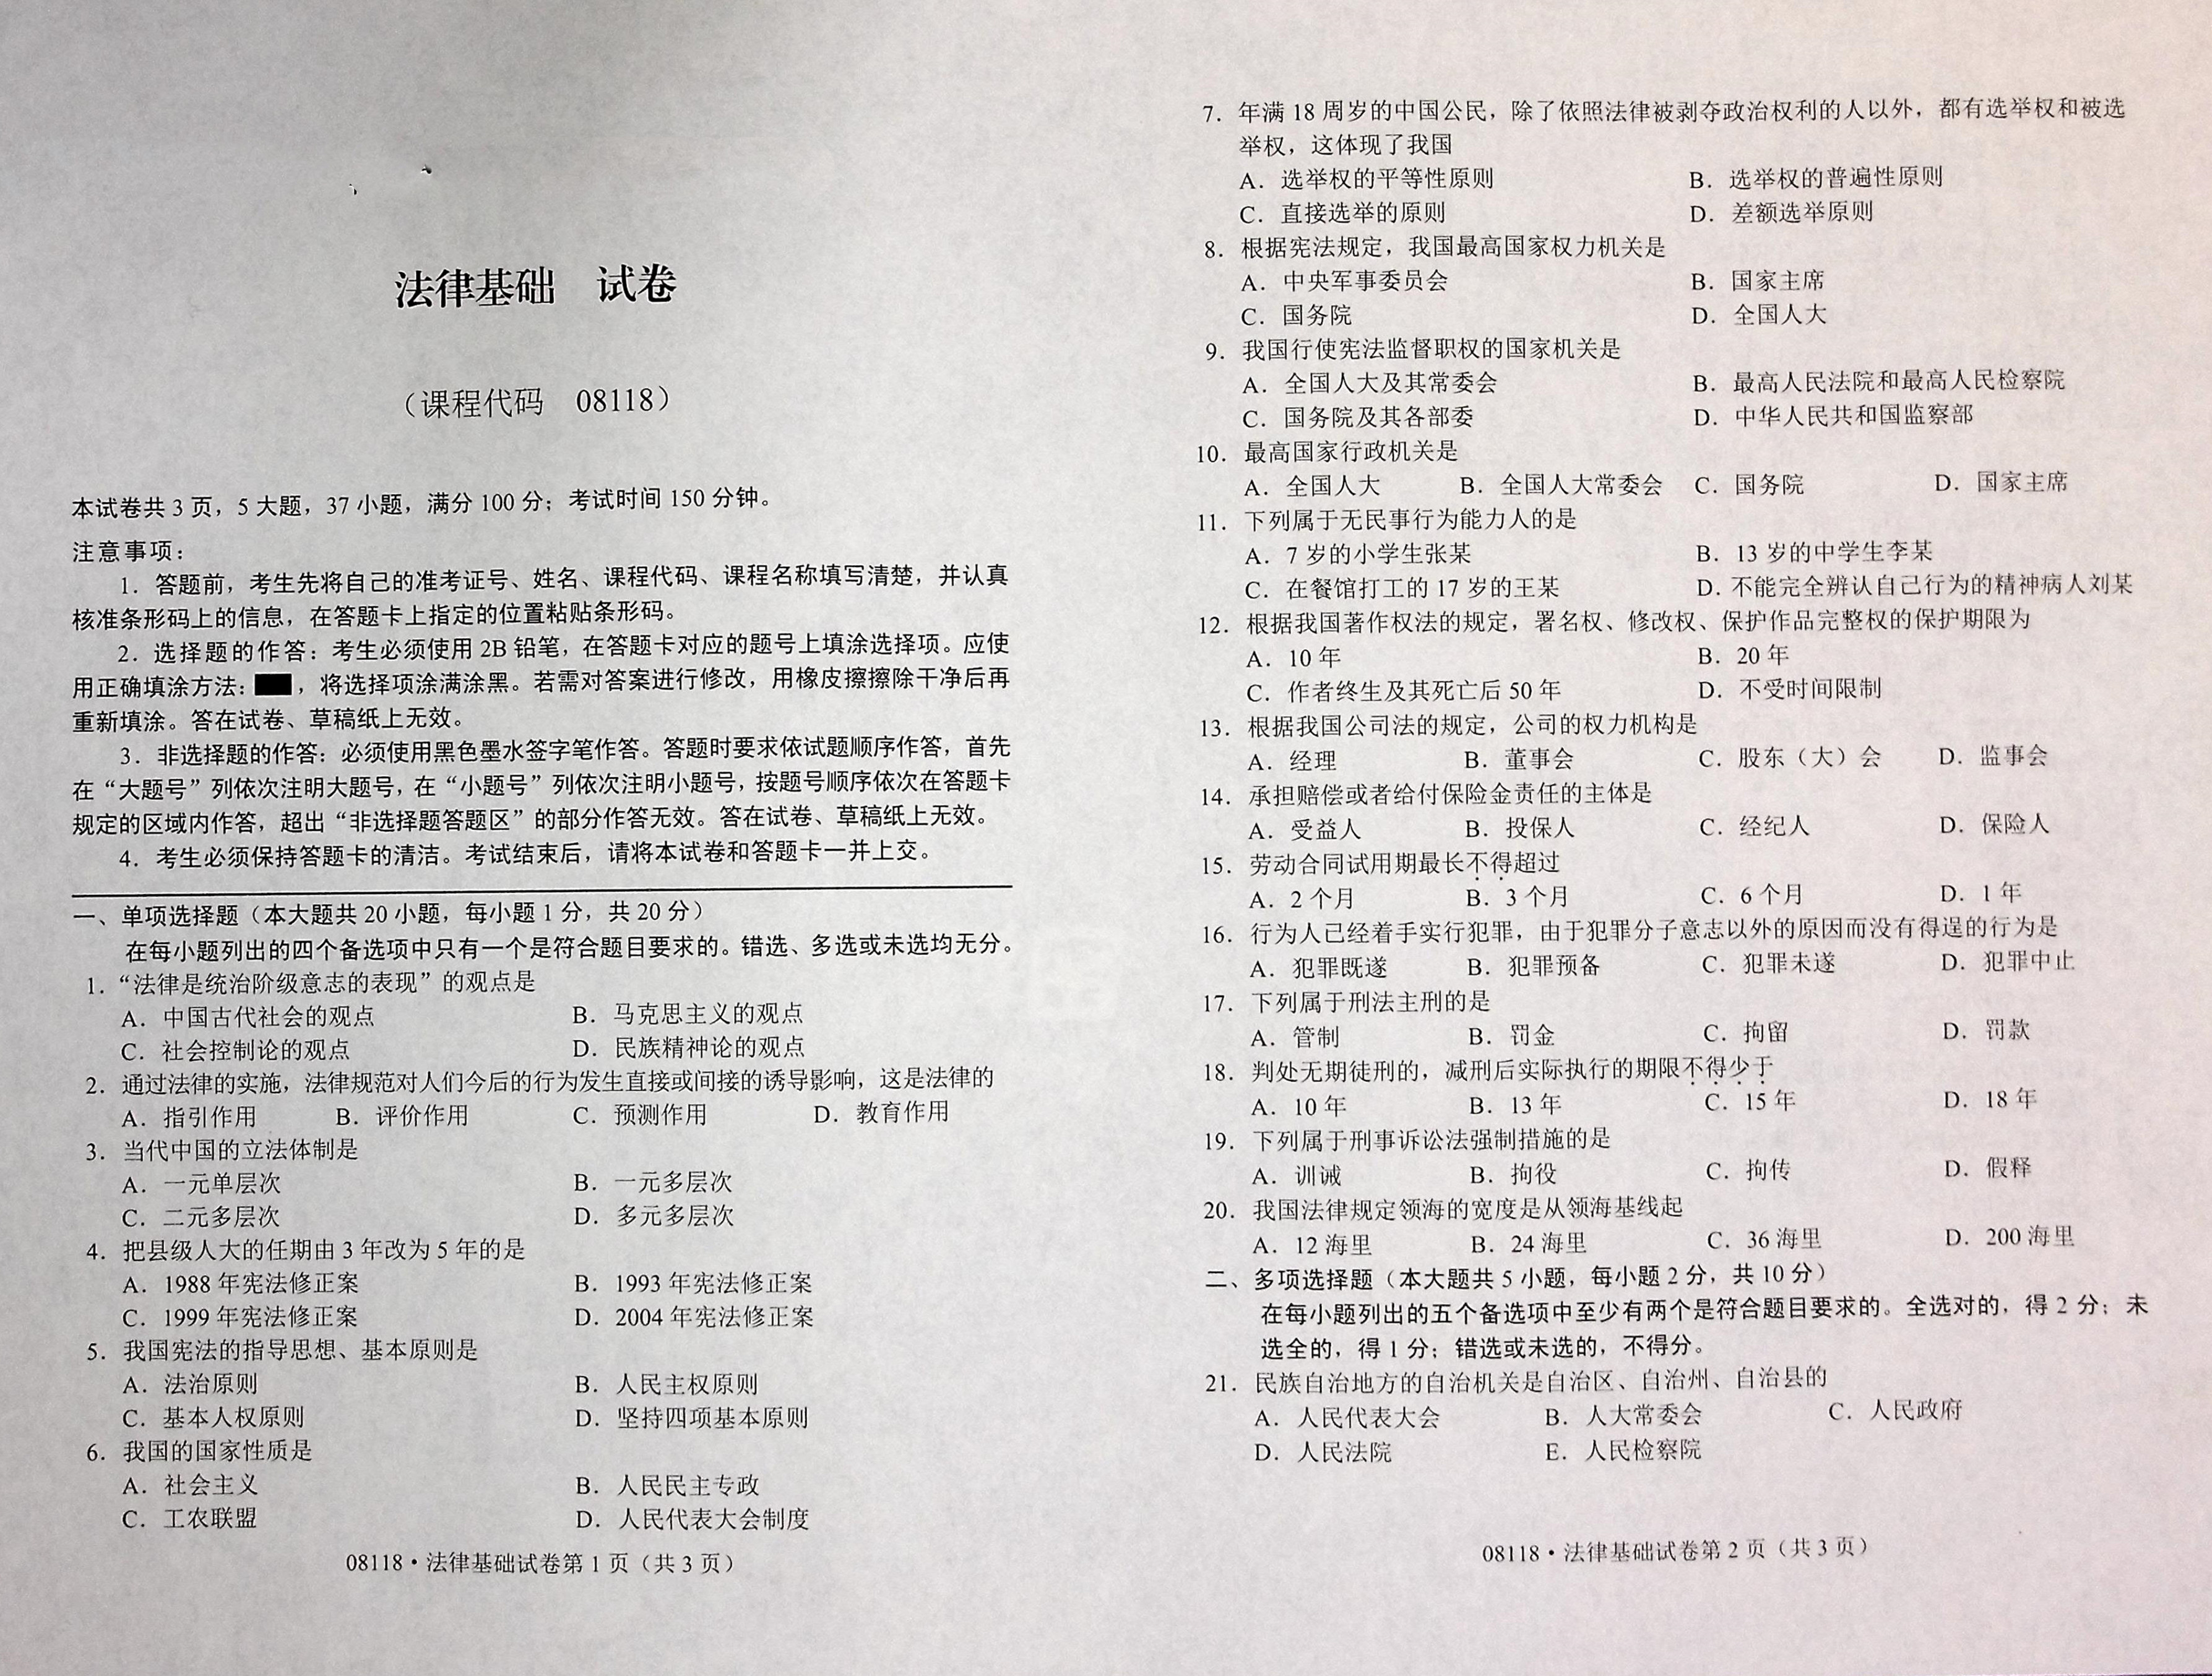 法律基础　试卷
（课程代码　08118）
本试卷共 3 页，5 大题，37 小题，满分 100 分；考试时间 150 分钟。
注意事项：
1．答题前，考生先将自己的准考证号、姓名、课程代码、课程名称填写清楚，并认真
核准条形码上的信息，在答题卡上指定的位置粘贴条形码。
2．选择题的作答：考生必须使用 2B 铅笔，在答题卡对应的题号上填涂选择项。应使
用正确填涂方法：，将选择项涂满涂黑。若需对答案进行修改，用橡皮擦擦除干净后再
重新填涂。答在试卷、草稿纸上无效。
3．非选择题的作答：必须使用黑色墨水签字笔作答。答题时要求依试题顺序作答，首先
在“大题号”列依次注明大题号，在“小题号”列依次注明小题号，按题号顺序依次在答题卡
规定的区域内作答，超出“非选择题答题区”的部分作答无效。答在试卷、草稿纸上无效。
4．考生必须保持答题卡的清洁。考试结束后，请将本试卷和答题卡一并上交。
一、单项选择题（本大题共 20 小题，每小题 1 分，共 20 分）
在每小题列出的四个备选项中只有一个是符合题目要求的。错选、多选或未选均无分。
1．“法律是统治阶级意志的表现”的观点是
A．中国古代社会的观点　B．马克思主义的观点
C．社会控制论的观点　D．民族精神论的观点
2．通过法律的实施，法律规范对人们今后的行为发生直接或间接的诱导影响，这是法律的
A．指引作用　B．评价作用　C．预测作用　D．教育作用
3．当代中国的立法体制是
A．一元单层次　B．一元多层次
C．二元多层次　D．多元多层次
4．把县级人大的任期由 3 年改为 5 年的是
A．1988 年宪法修正案　B．1993 年宪法修正案
C．1999 年宪法修正案　D．2004 年宪法修正案
5．我国宪法的指导思想、基本原则是
A．法治原则　B．人民主权原则
C．基本人权原则　D．坚持四项基本原则
6．我国的国家性质是
A．社会主义　B．人民民主专政
C．工农联盟　D．人民代表大会制度
08118·法律基础试卷第 1 页（共 3 页）
7．年满 18 周岁的中国公民，除了依照法律被剥夺政治权利的人以外，都有选举权和被选
举权，这体现了我国
A．选举权的平等性原则　B．选举权的普遍性原则
C．直接选举的原则　D．差额选举原则
8．根据宪法规定，我国最高国家权力机关是
A．中央军事委员会　B．国家主席
C．国务院　D．全国人大
9．我国行使宪法监督职权的国家机关是
A．全国人大及其常委会　B．最高人民法院和最高人民检察院
C．国务院及其各部委　D．中华人民共和国监察部
10．最高国家行政机关是
A．全国人大　B．全国人大常委会　C．国务院　D．国家主席
11．下列属于无民事行为能力人的是
A．7 岁的小学生张某　B．13 岁的中学生李某
C．在餐馆打工的 17 岁的王某　D．不能完全辨认自己行为的精神病人刘某
12．根据我国著作权法的规定，署名权、修改权、保护作品完整权的保护期限为
A．10 年　B．20 年
C．作者终生及其死亡后 50 年　D．不受时间限制
13．根据我国公司法的规定，公司的权力机构是
A．经理　B．董事会　C．股东（大）会　D．监事会
14．承担赔偿或者给付保险金责任的主体是
A．受益人　B．投保人　C．经纪人　D．保险人
15．劳动合同试用期最长不得超过
A．2 个月　B．3 个月　C．6 个月　D．1 年
16．行为人已经着手实行犯罪，由于犯罪分子意志以外的原因而没有得逞的行为是
A．犯罪既遂　B．犯罪预备　C．犯罪未遂　D．犯罪中止
17．下列属于刑法主刑的是
A．管制　B．罚金　C．拘留　D．罚款
18．判处无期徒刑的，减刑后实际执行的期限不得少于
A．10 年　B．13 年　C．15 年　D．18 年
19．下列属于刑事诉讼法强制措施的是
A．训诫　B．拘役　C．拘传　D．假释
20．我国法律规定领海的宽度是从领海基线起
A．12 海里　B．24 海里　C．36 海里　D．200 海里
二、多项选择题（本大题共 5 小题，每小题 2 分，共 10 分）
在每小题列出的五个备选项中至少有两个是符合题目要求的。全选对的，得 2 分；未
选全的，得 1 分；错选或未选的，不得分。
21．民族自治地方的自治机关是自治区、自治州、自治县的
A．人民代表大会　B．人大常委会　C．人民政府
D．人民法院　E．人民检察院
08118·法律基础试卷第 2 页（共 3 页）